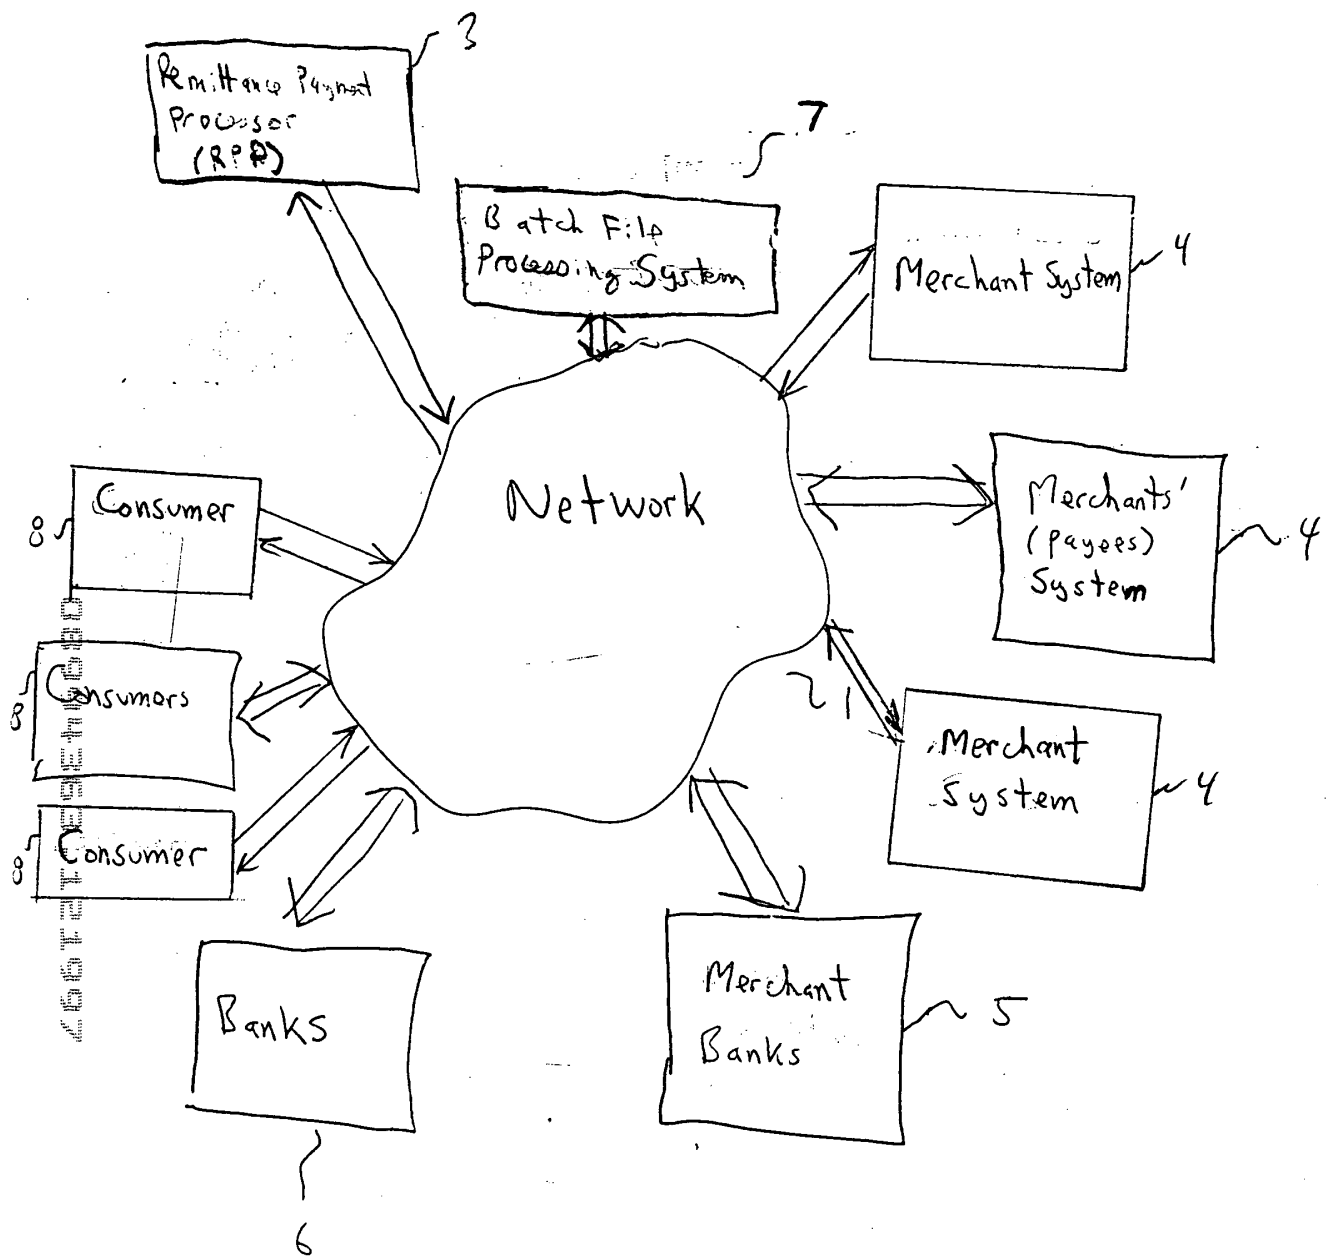 3
Remittance Payment
Processor
(RPP)
7
Batch File
Processing System
Merchant System
4
Network
Consumer
8
Merchants'
(payees)
System
4
Consumers
8
1
Merchant
System
4
Consumer
8
Banks
6
Merchant
Banks
5